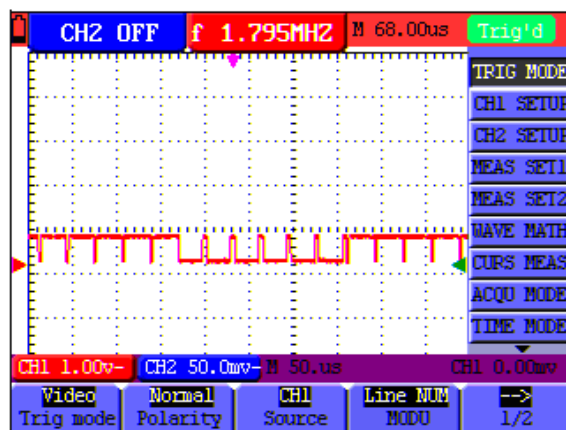 CH2 OFF f 1.795MHZ M 68.00us Trig'd
TRIG MODE
CH1 SETUP
CH2 SETUP
MEAS SET1
MEAS SET2
WAVE MATH
CURS MEAS
ACQU MODE
TIME MODE
CH1 1.00v- CH2 50.0mv- M 50.us CH1 0.00mv
Video Normal CH1 Line NUM -->
Trig mode Polarity Source MODU 1/2